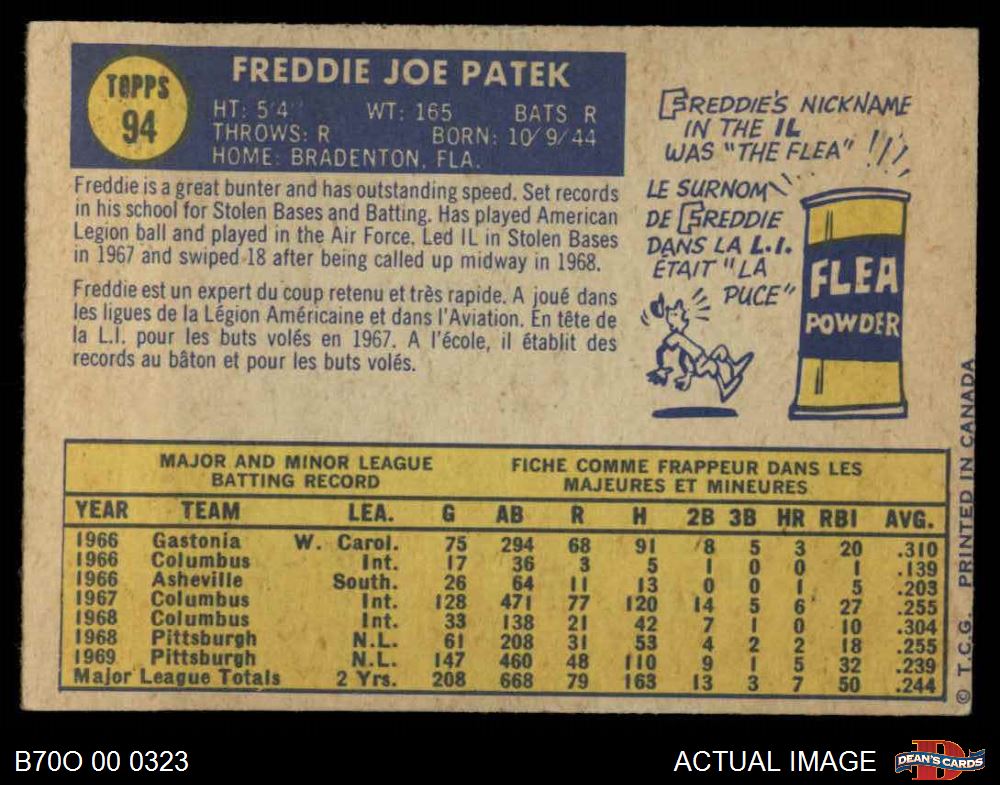 TOPPS
94
FREDDIE JOE PATEK
HT: 5'4" WT: 165 BATS R
THROWS: R BORN: 10/9/44
HOME: BRADENTON, FLA.
Freddie is a great bunter and has outstanding speed. Set records
in his school for Stolen Bases and Batting. Has played American
Legion ball and played in the Air Force. Led IL in Stolen Bases
in 1967 and swiped 18 after being called up midway in 1968.
Freddie est un expert du coup retenu et très rapide. A joué dans
les ligues de la Légion Américaine et dans l'Aviation. En tête de
la L.I. pour les buts volés en 1967. A l'école, il établit des
records au bâton et pour les buts volés.
FREDDIE'S NICKNAME
IN THE IL
WAS "THE FLEA" !!!
LE SURNOM
DE FREDDIE
DANS LA L.I.
ÉTAIT "LA
PUCE"
FLEA
POWDER
MAJOR AND MINOR LEAGUE
BATTING RECORD
FICHE COMME FRAPPEUR DANS LES
MAJEURES ET MINEURES
YEAR TEAM LEA. G AB R H 2B 3B HR RBI AVG.
1966 Gastonia W. Carol. 75 294 68 91 8 5 3 20 .310
1966 Columbus Int. 17 36 3 5 1 0 0 1 .139
1966 Asheville South. 26 64 11 13 0 0 1 5 .203
1967 Columbus Int. 128 471 77 120 14 5 6 27 .255
1968 Columbus Int. 33 138 21 42 7 1 0 10 .304
1968 Pittsburgh N.L. 61 208 31 53 4 2 2 18 .255
1969 Pittsburgh N.L. 147 460 48 110 9 1 5 32 .239
Major League Totals 2 Yrs. 208 668 79 163 13 3 7 50 .244
© T.C.G. PRINTED IN CANADA
B70O 00 0323
ACTUAL IMAGE
DEAN'S CARDS